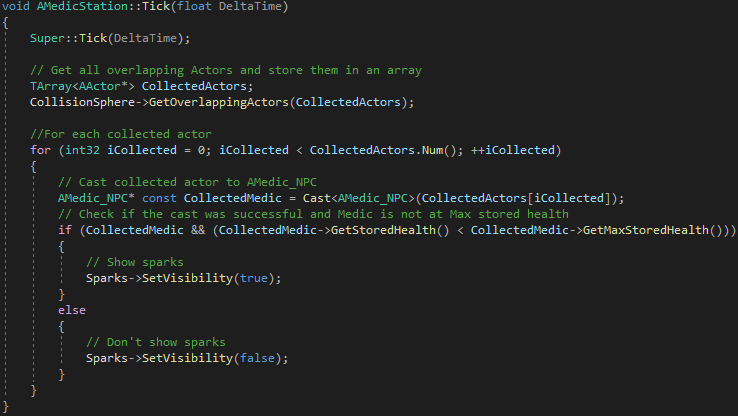 void AMedicStation::Tick(float DeltaTime)
{
Super::Tick(DeltaTime);
// Get all overlapping Actors and store them in an array
TArray<AActor*> CollectedActors;
CollisionSphere->GetOverlappingActors(CollectedActors);
//For each collected actor
for (int32 iCollected = 0; iCollected < CollectedActors.Num(); ++iCollected)
{
// Cast collected actor to AMedic_NPC
AMedic_NPC* const CollectedMedic = Cast<AMedic_NPC>(CollectedActors[iCollected]);
// Check if the cast was successful and Medic is not at Max stored health
if (CollectedMedic && (CollectedMedic->GetStoredHealth() < CollectedMedic->GetMaxStoredHealth()))
{
// Show sparks
Sparks->SetVisibility(true);
}
else
{
// Don't show sparks
Sparks->SetVisibility(false);
}
}
}